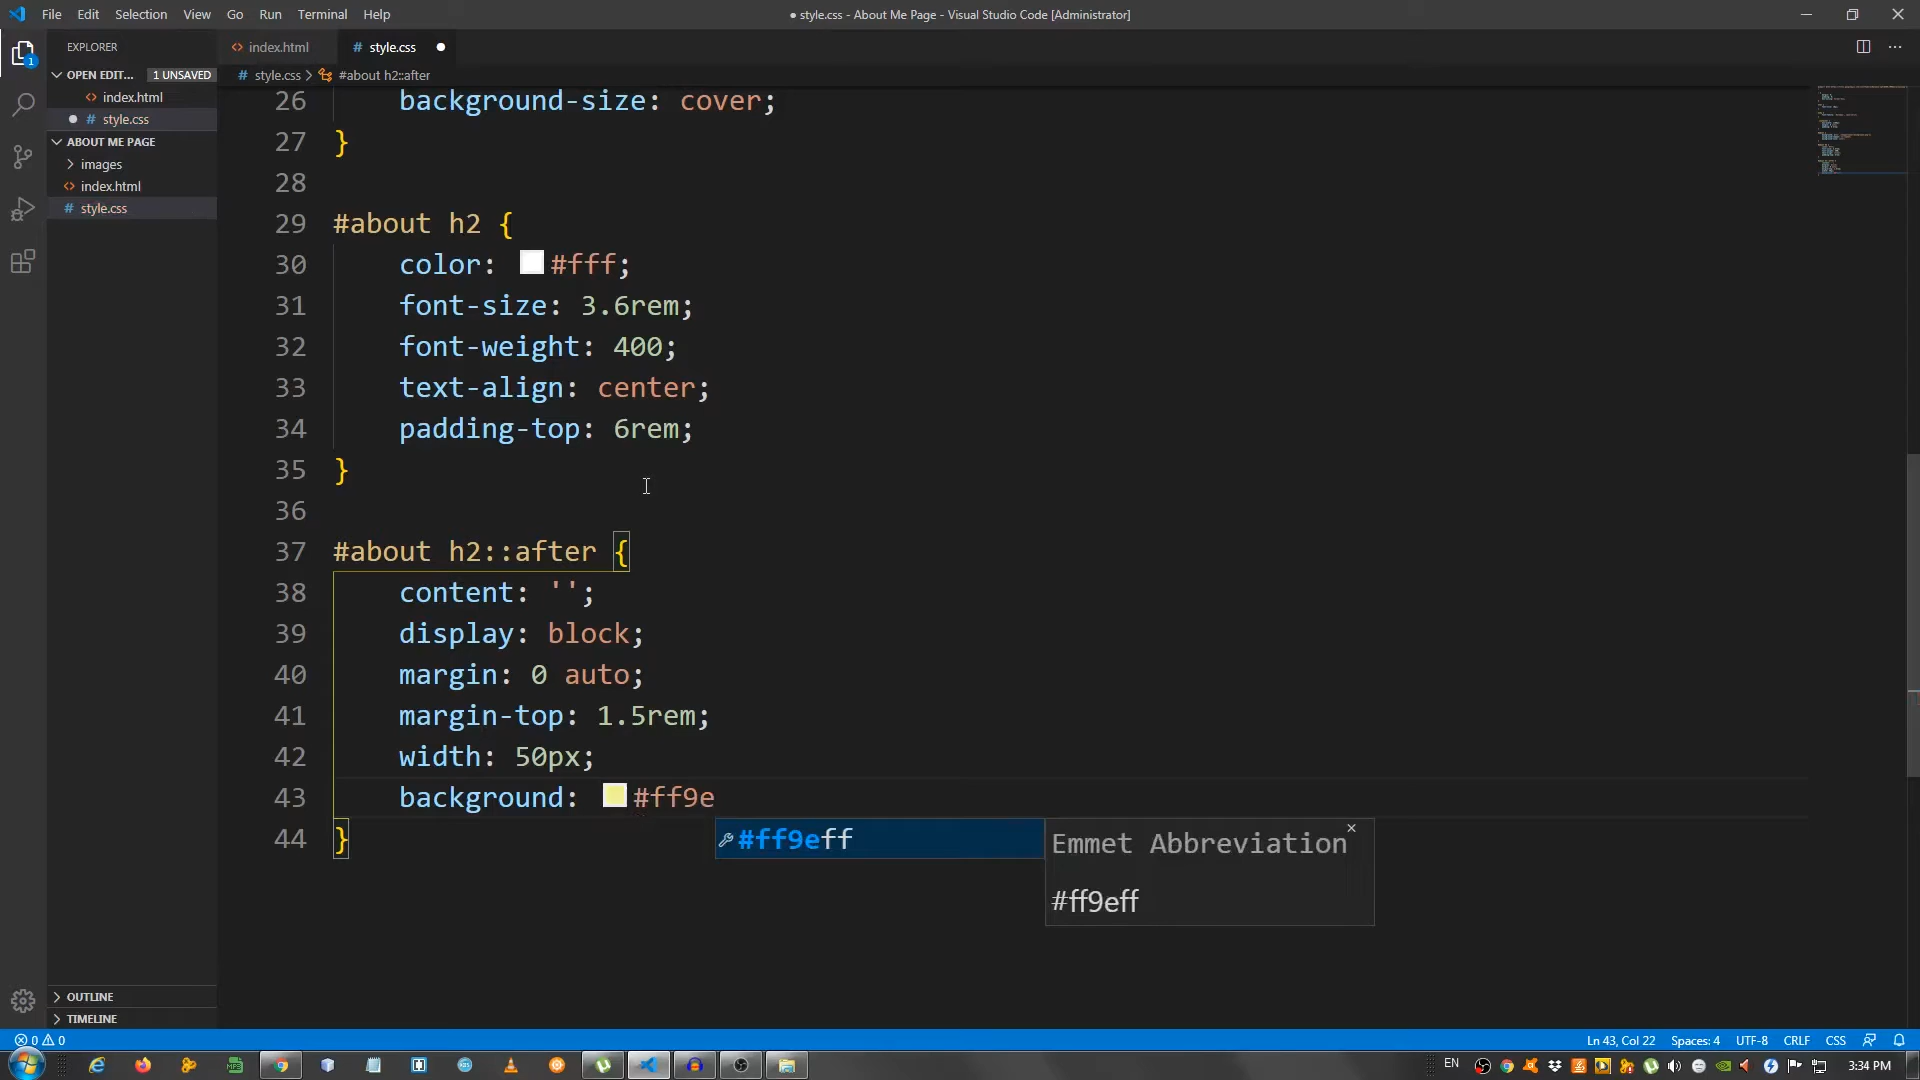 File Edit Selection View Go Run Terminal Help
● style.css - About Me Page - Visual Studio Code [Administrator]
EXPLORER
OPEN EDIT... 1 UNSAVED
index.html
style.css
ABOUT ME PAGE
images
index.html
style.css
OUTLINE
TIMELINE
index.html
style.css
style.css > #about h2::after
26 background-size: cover;
27 }
28
29 #about h2 {
30 color: #fff;
31 font-size: 3.6rem;
32 font-weight: 400;
33 text-align: center;
34 padding-top: 6rem;
35 }
36
37 #about h2::after {
38 content: '';
39 display: block;
40 margin: 0 auto;
41 margin-top: 1.5rem;
42 width: 50px;
43 background: #ff9e
44 }
#ff9eff
Emmet Abbreviation
#ff9eff
0 0
Ln 43, Col 22 Spaces: 4 UTF-8 CRLF CSS
EN
3:34 PM